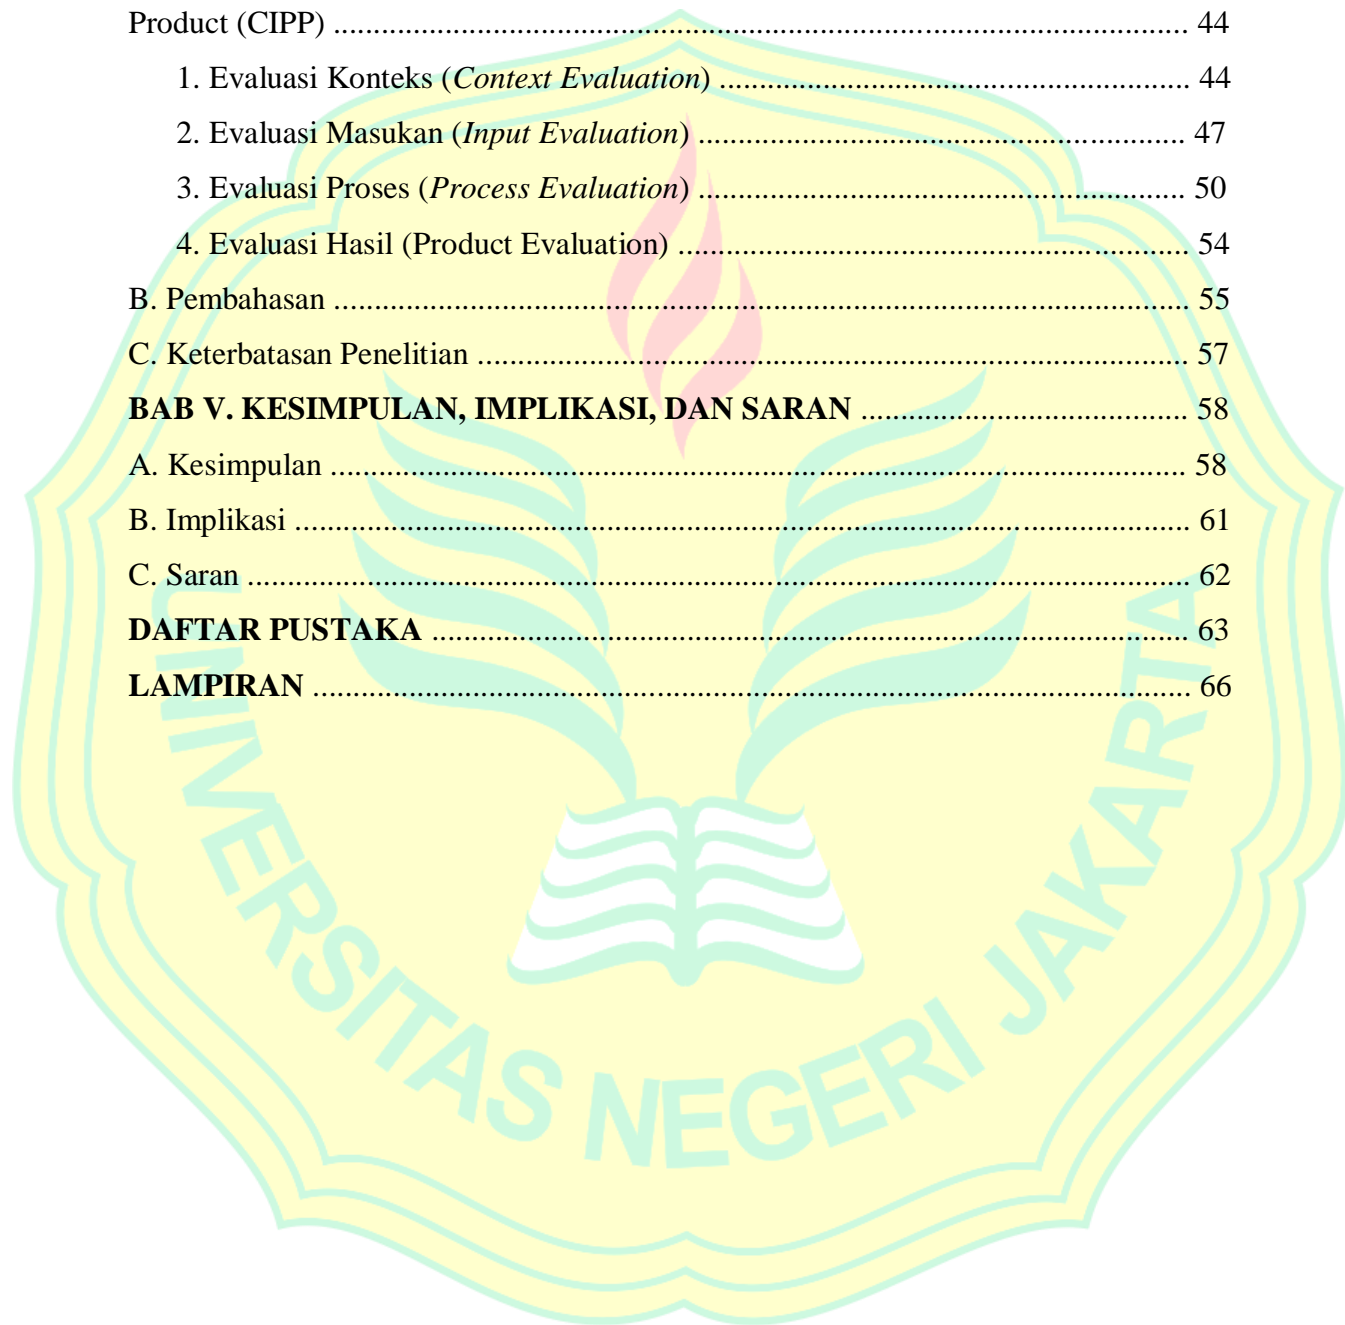 Product (CIPP) ........................................................................................ 44
1. Evaluasi Konteks (Context Evaluation) ................................................ 44
2. Evaluasi Masukan (Input Evaluation) .................................................. 47
3. Evaluasi Proses (Process Evaluation) ................................................... 50
4. Evaluasi Hasil (Product Evaluation) ..................................................... 54
B. Pembahasan ........................................................................................ 55
C. Keterbatasan Penelitian ......................................................................... 57
BAB V. KESIMPULAN, IMPLIKASI, DAN SARAN .................................. 58
A. Kesimpulan ........................................................................................ 58
B. Implikasi ............................................................................................ 61
C. Saran ................................................................................................. 62
DAFTAR PUSTAKA .............................................................................. 63
LAMPIRAN .......................................................................................... 66
UNIVERSITAS NEGERI JAKARTA